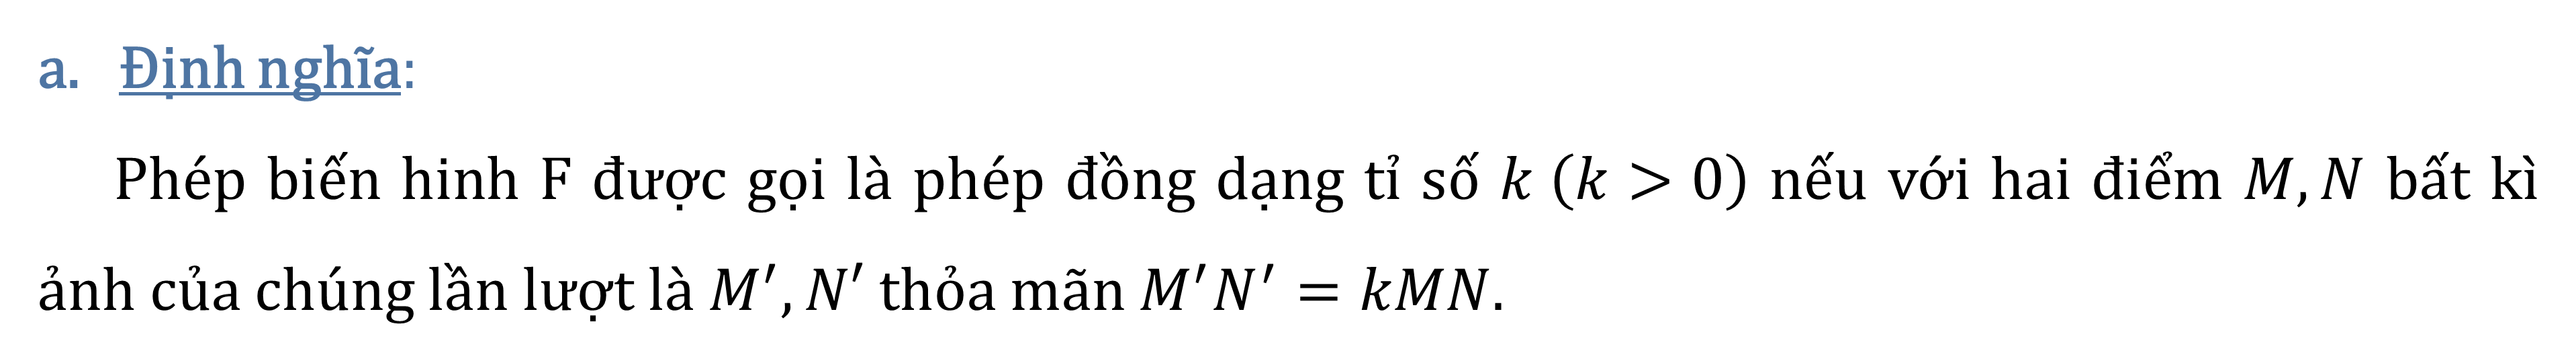 a. Định nghĩa:
Phép biến hinh F được gọi là phép đồng dạng tỉ số k (k > 0) nếu với hai điểm M, N bất kì
ảnh của chúng lần lượt là M′, N′ thỏa mãn M′N′ = kMN.